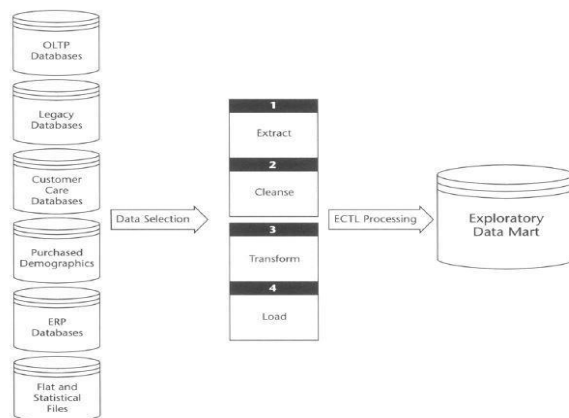 OLTP
Databases
Legacy
Databases
Customer
Care
Databases
Purchased
Demographics
ERP
Databases
Flat and
Statistical
Files
Data Selection
1
Extract
2
Cleanse
3
Transform
4
Load
ECTL Processing
Exploratory
Data Mart